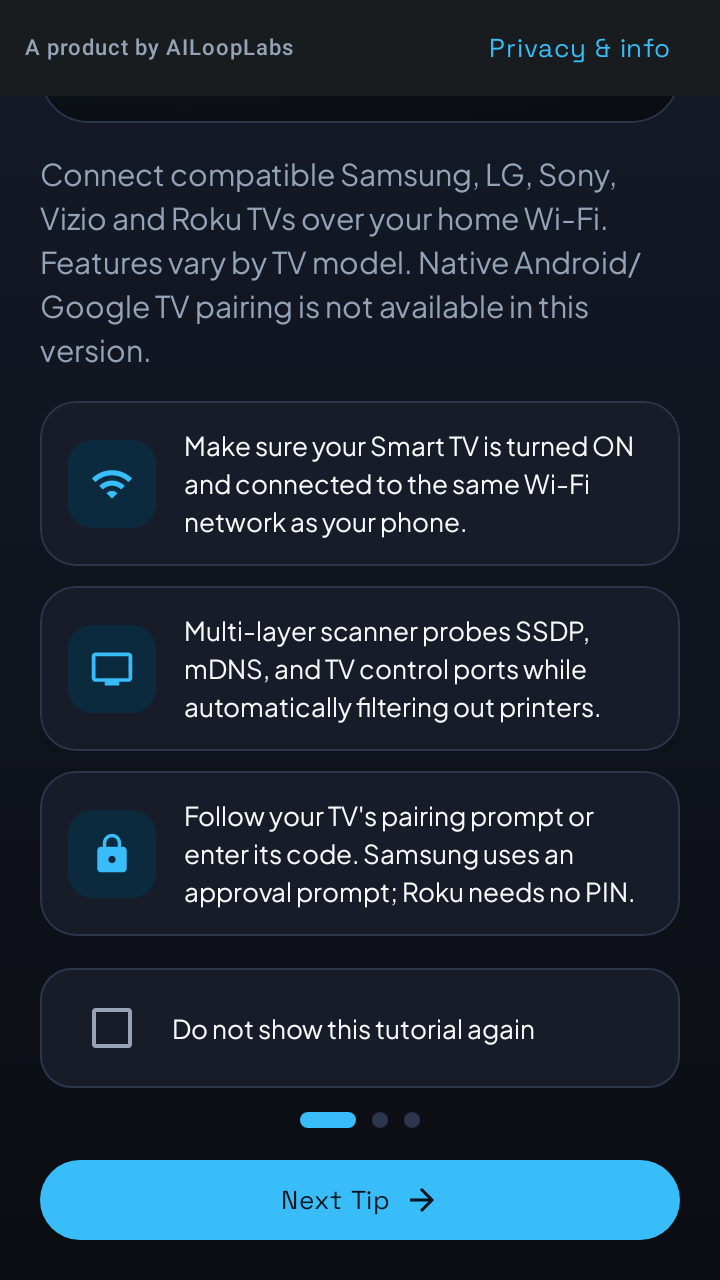 A product by AILoopLabs
Privacy & info
Connect compatible Samsung, LG, Sony,
Vizio and Roku TVs over your home Wi-Fi.
Features vary by TV model. Native Android/
Google TV pairing is not available in this
version.
Make sure your Smart TV is turned ON
and connected to the same Wi-Fi
network as your phone.
Multi-layer scanner probes SSDP,
mDNS, and TV control ports while
automatically filtering out printers.
Follow your TV's pairing prompt or
enter its code. Samsung uses an
approval prompt; Roku needs no PIN.
Do not show this tutorial again
Next Tip